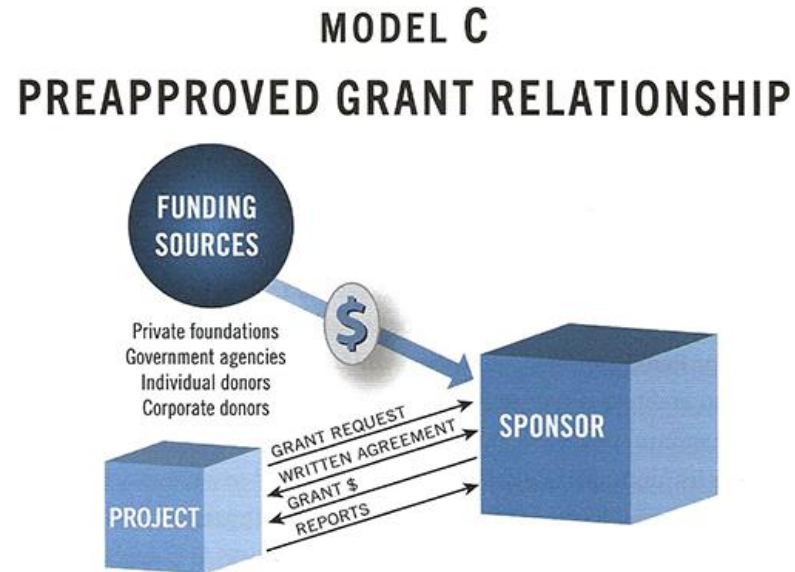 MODEL C
PREAPPROVED GRANT RELATIONSHIP
FUNDING
SOURCES
$
Private foundations
Government agencies
Individual donors
Corporate donors
SPONSOR
GRANT REQUEST
WRITTEN AGREEMENT
GRANT $
REPORTS
PROJECT